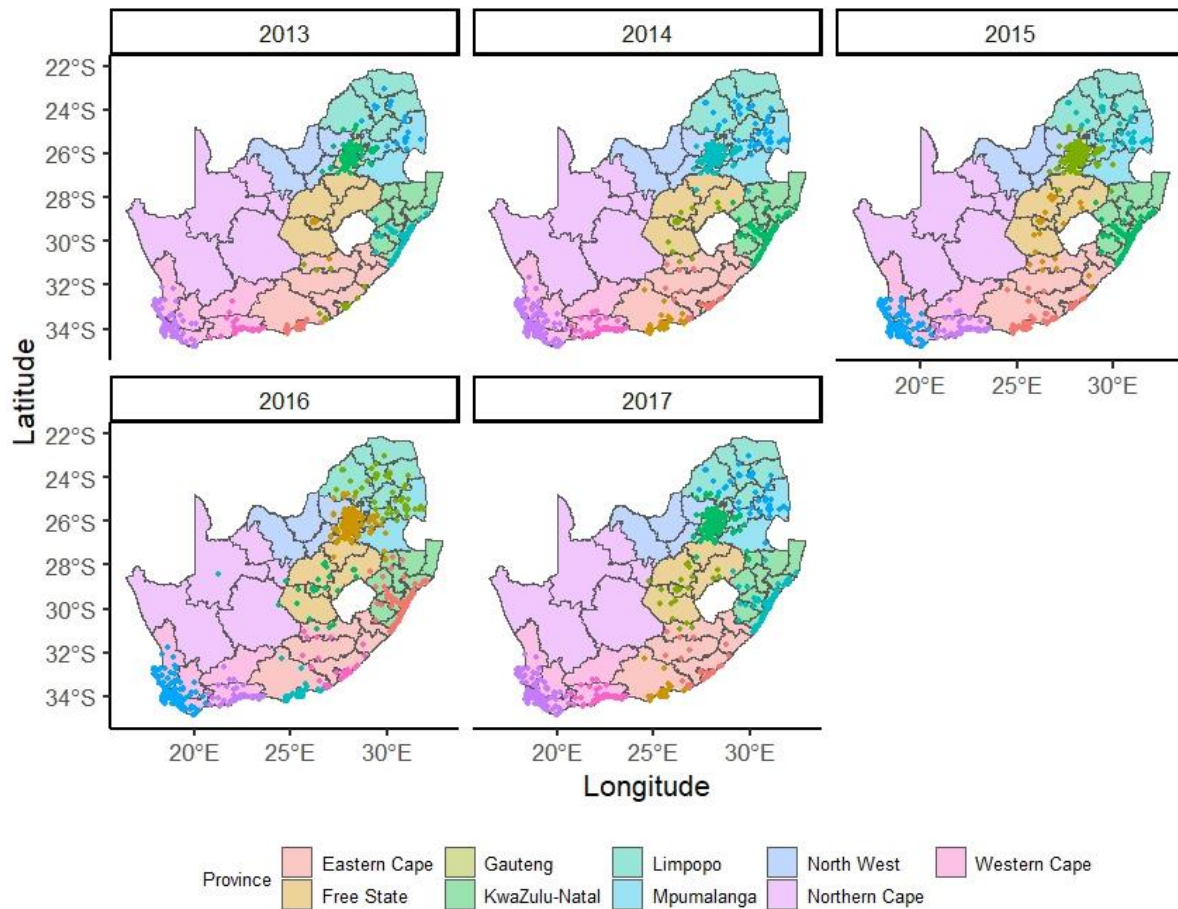 2013 2014 2015
22°S
24°S
26°S
28°S
30°S
32°S
34°S
20°E 25°E 30°E
Latitude
2016 2017
22°S
24°S
26°S
28°S
30°S
32°S
34°S
20°E 25°E 30°E 20°E 25°E 30°E
Longitude
Province
Eastern Cape Gauteng Limpopo North West Western Cape
Free State KwaZulu-Natal Mpumalanga Northern Cape